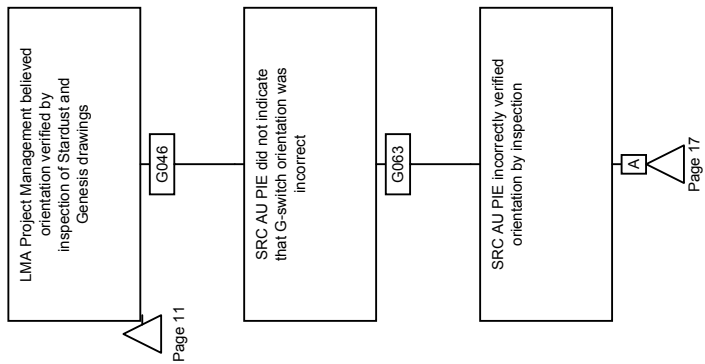 LMA Project Management believed
orientation verified by
inspection of Stardust and
Genesis drawings
G046
Page 11
SRC AU PIE did not indicate
that G-switch orientation was
incorrect
G063
SRC AU PIE incorrectly verified
orientation by inspection
A
Page 17